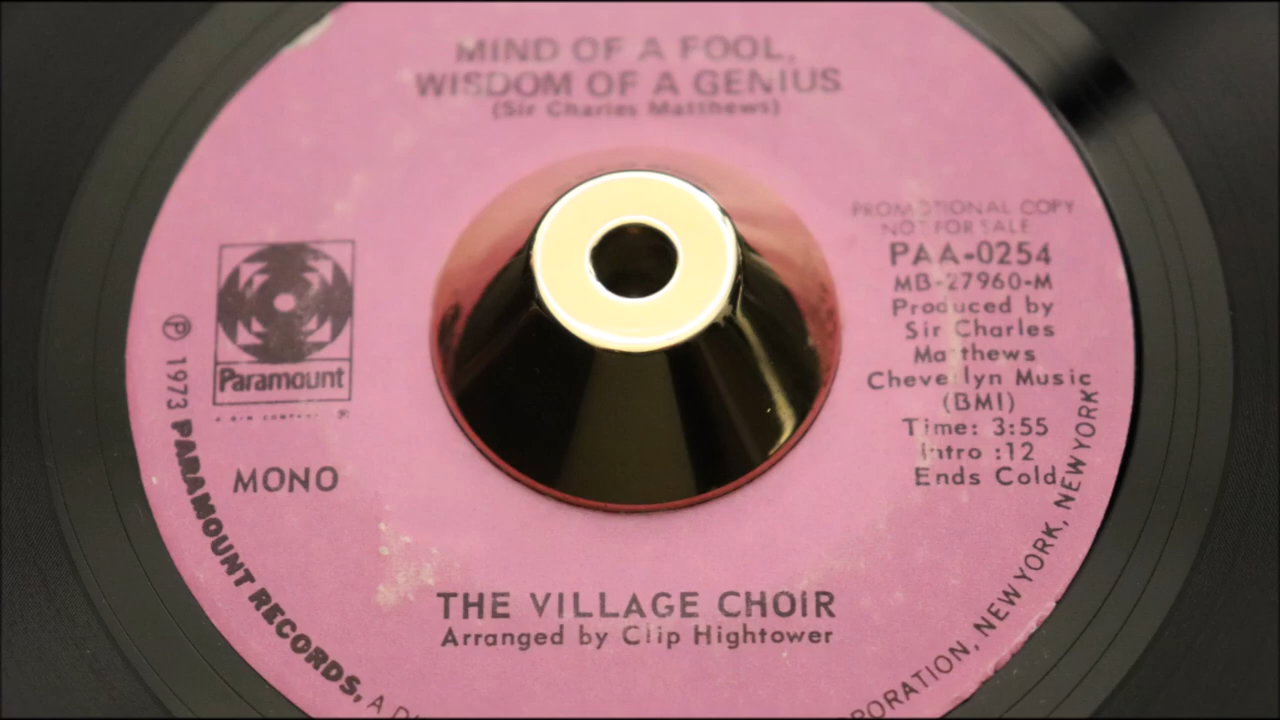 MIND OF A FOOL,
WISDOM OF A GENIUS
(Sir Charles Matthews)
PROMOTIONAL COPY
NOT FOR SALE
PAA-0254
MB-27960-M
Produced by
Sir Charles
Matthews
Cheverlyn Music
(BMI)
Time: 3:55
Intro :12
Ends Cold
Paramount
MONO
THE VILLAGE CHOIR
Arranged by Clip Hightower
Ⓟ 1973 PARAMOUNT RECORDS, A
NEW YORK, NEW YORK